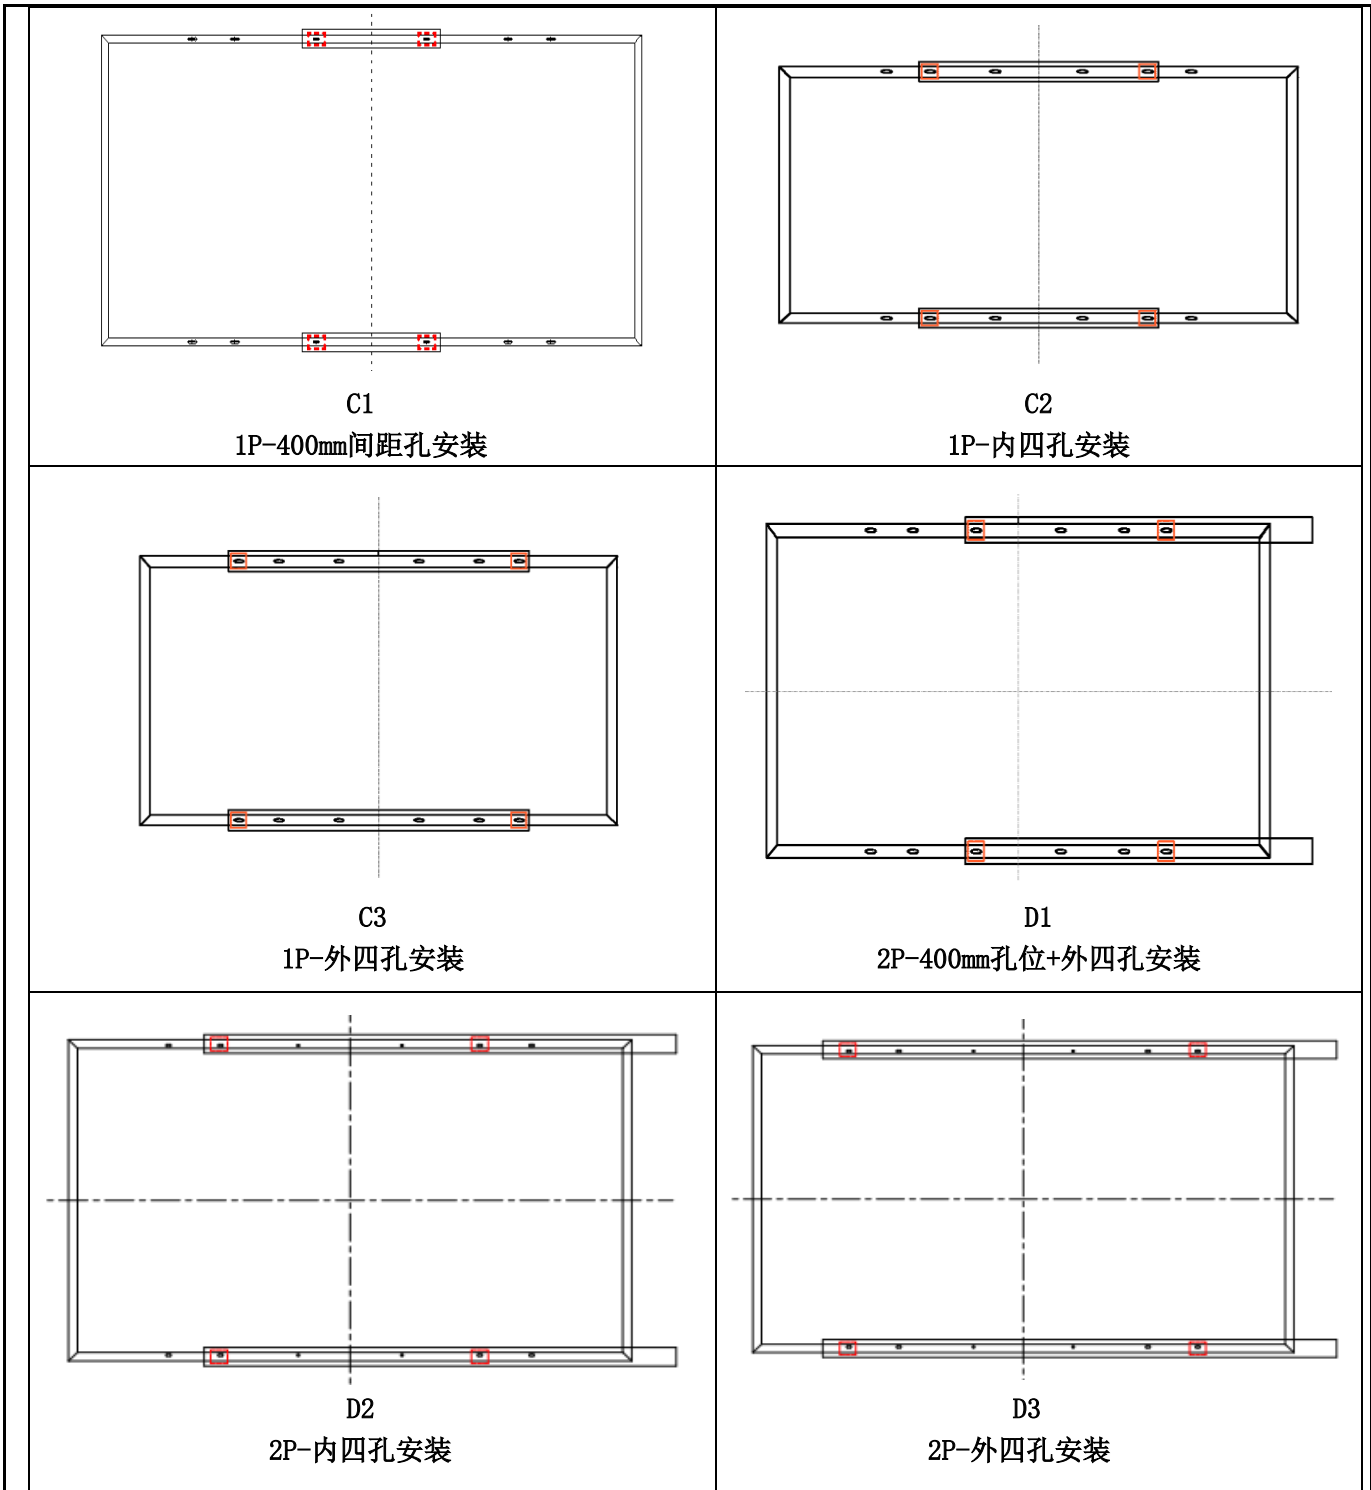 C1
1P-400mm间距孔安装
C2
1P-内四孔安装
C3
1P-外四孔安装
D1
2P-400mm孔位+外四孔安装
D2
2P-内四孔安装
D3
2P-外四孔安装